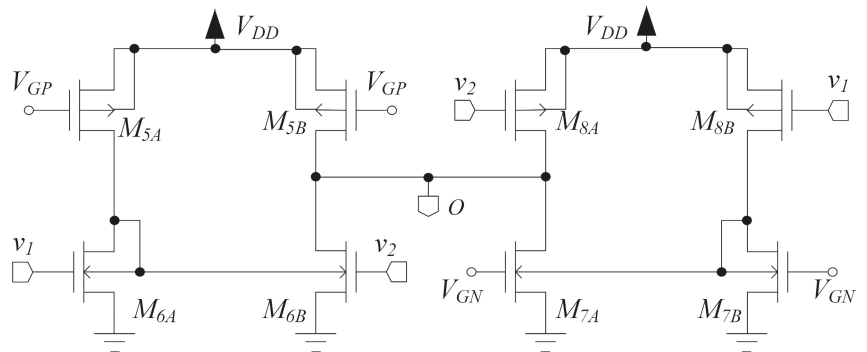 V_DD V_DD
V_GP V_GP v_2 v_1
M_5A M_5B M_8A M_8B
O
v_1 v_2
V_GN V_GN
M_6A M_6B M_7A M_7B